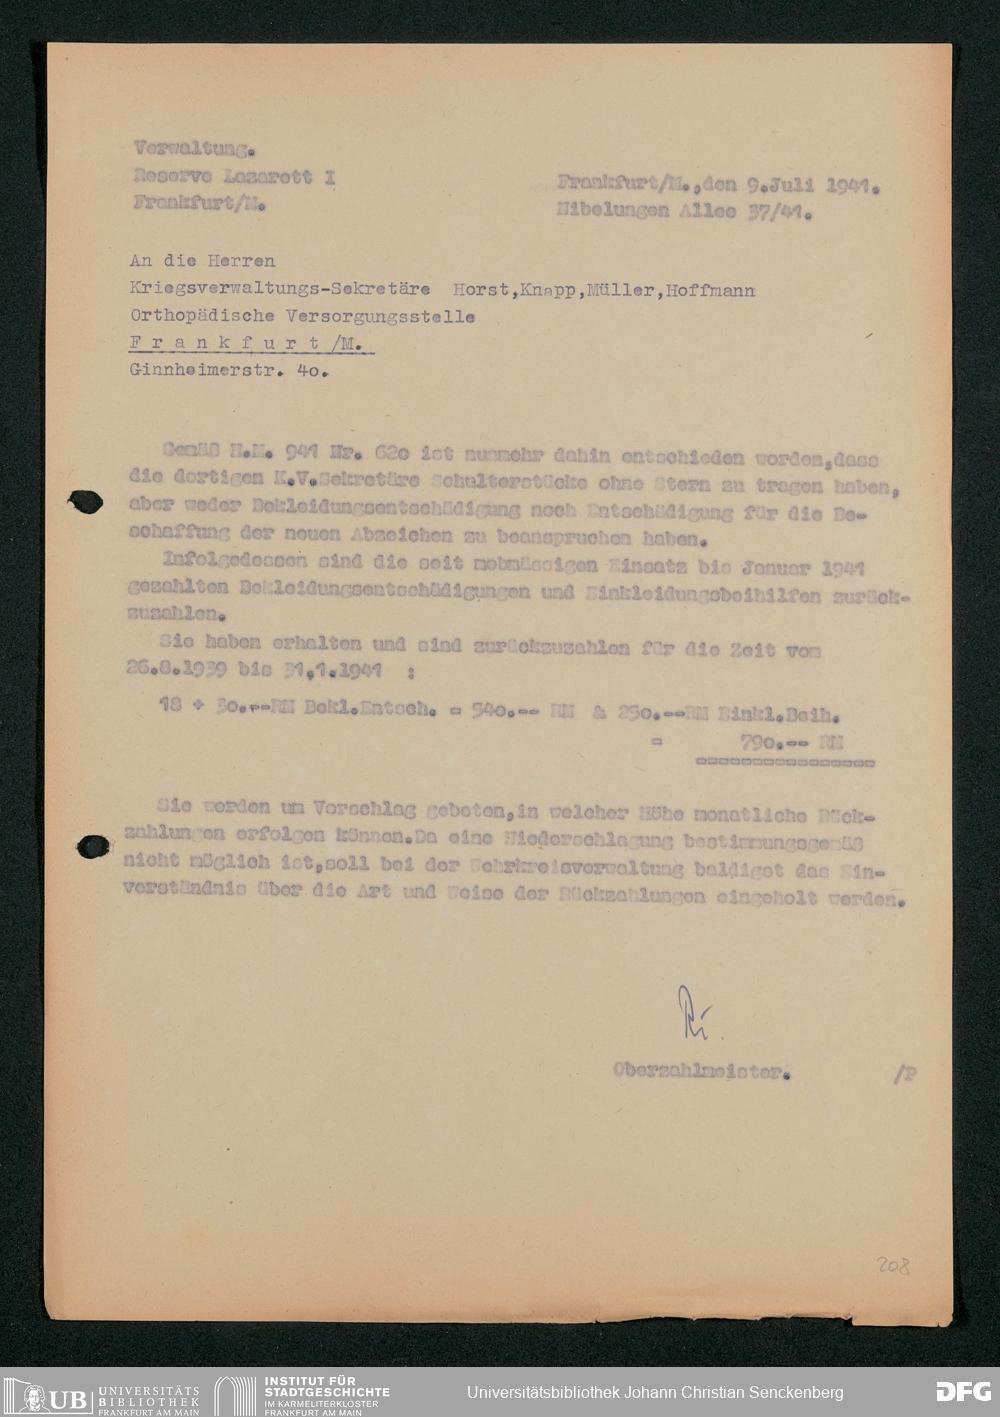 Verwaltung.
Reserve Lazarett I
Frankfurt/M.
Frankfurt/M.,den 9.Juli 1941.
Nibelungen Allee 37/41.
An die Herren
Kriegsverwaltungs-Sekretäre Horst,Knapp,Müller,Hoffmann
Orthopädische Versorgungsstelle
F r a n k f u r t /M.
Ginnheimerstr. 4o.
Gemäß H.M. 941 Nr. 62o ist nunmehr dahin entschieden worden,dass
die dortigen K.V.Sekretäre Schulterstücke ohne Stern zu tragen haben,
aber weder Bekleidungsentschädigung noch Entschädigung für die Be-
schaffung der neuen Abzeichen zu beanspruchen haben.
Infolgedessen sind die seit mobmässigen Einsatz bis Januar 1941
gezahlten Bekleidungsentschädigungen und Einkleidungsbeihilfen zurück-
zuzahlen.
Sie haben erhalten und sind zurückzuzahlen für die Zeit vom
26.8.1939 bis 31.1.1941 :
18 + 3o.--RM Bekl.Entsch. = 54o.-- RM & 25o.--RM Einkl.Beih.
= 79o.-- RM
================
Sie werden um Vorschlag gebeten,in welcher Höhe monatliche Rück-
zahlungen erfolgen können.Da eine Niederschlagung bestimmungsgemäß
nicht möglich ist,soll bei der Wehrkreisverwaltung baldigst das Ein-
verständnis über die Art und Weise der Rückzahlungen eingeholt werden.
Ri
Oberzahlmeister.
/P
208
UB UNIVERSITÄTS
BIBLIOTHEK
FRANKFURT AM MAIN
INSTITUT FÜR
STADTGESCHICHTE
IM KARMELITERKLOSTER
FRANKFURT AM MAIN
Universitätsbibliothek Johann Christian Senckenberg
DFG